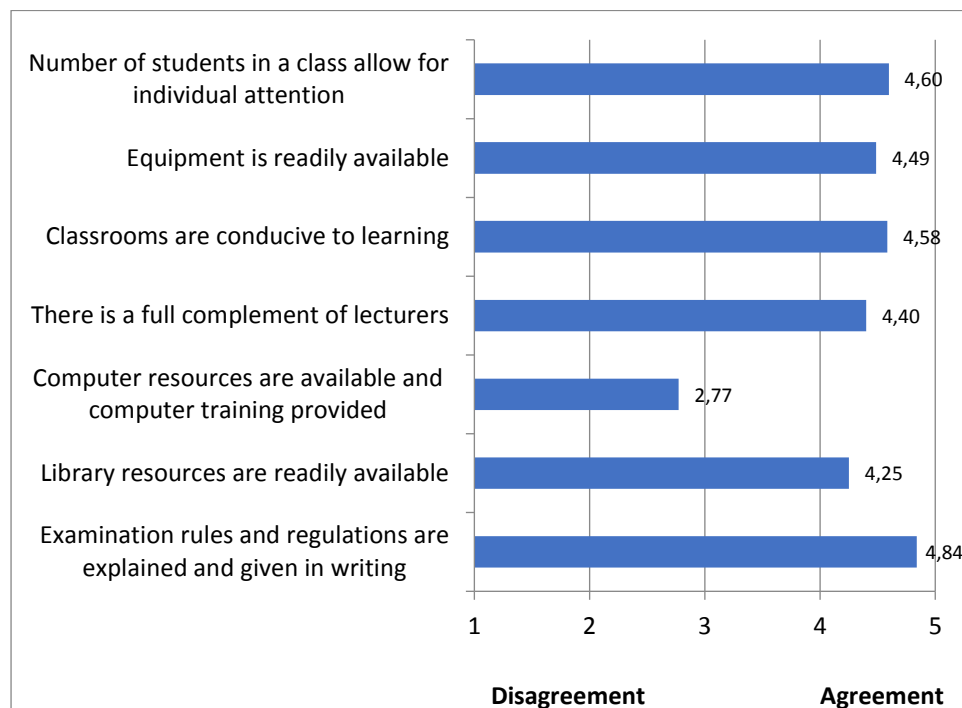 Number of students in a class allow for
individual attention
4,60
Equipment is readily available
4,49
Classrooms are conducive to learning
4,58
There is a full complement of lecturers
4,40
Computer resources are available and
computer training provided
2,77
Library resources are readily available
4,25
Examination rules and regulations are
explained and given in writing
4,84
1 2 3 4 5
Disagreement Agreement